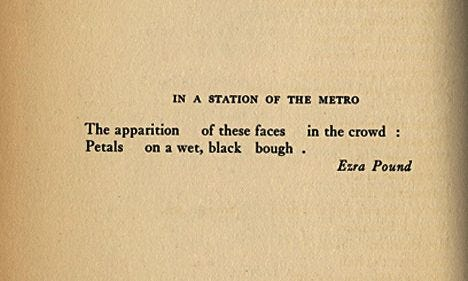 IN A STATION OF THE METRO
The apparition    of these faces    in the crowd  :
Petals    on a wet, black    bough  .
Ezra Pound